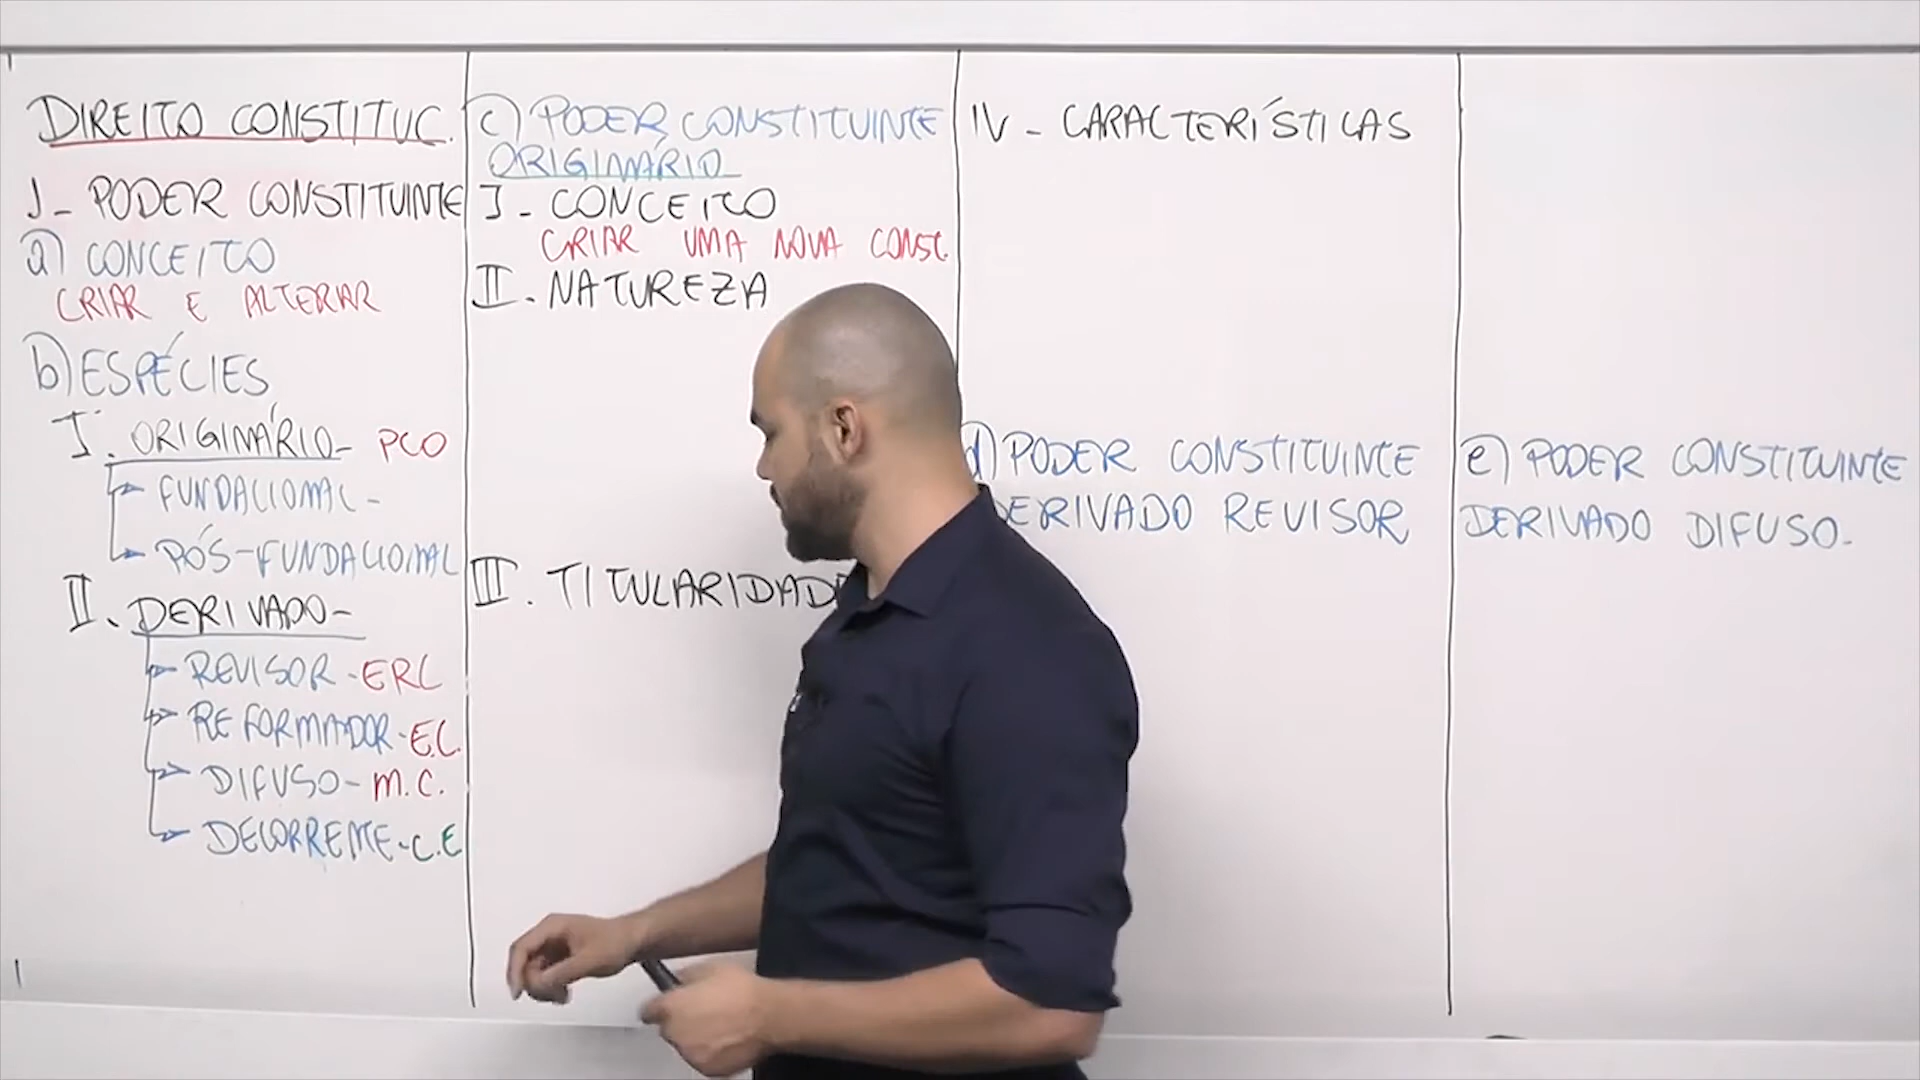 DIREITO CONSTITUC.
I - PODER CONSTITUINTE
a) CONCEITO
CRIAR E ALTERAR
b) ESPÉCIES
I. ORIGINÁRIO - PCO
FUNDACIONAL -
PÓS-FUNDACIONAL
II. DERIVADO -
REVISOR - ERC
REFORMADOR - E.C.
DIFUSO - M.C.
DECORRENTE - C.E
c) PODER CONSTITUINTE
ORIGINÁRIO
I - CONCEITO
CRIAR UMA NOVA CONST.
II. NATUREZA
III. TITULARIDADE
IV - CARACTERÍSTICAS
d) PODER CONSTITUINTE
DERIVADO REVISOR
e) PODER CONSTITUINTE
DERIVADO DIFUSO.